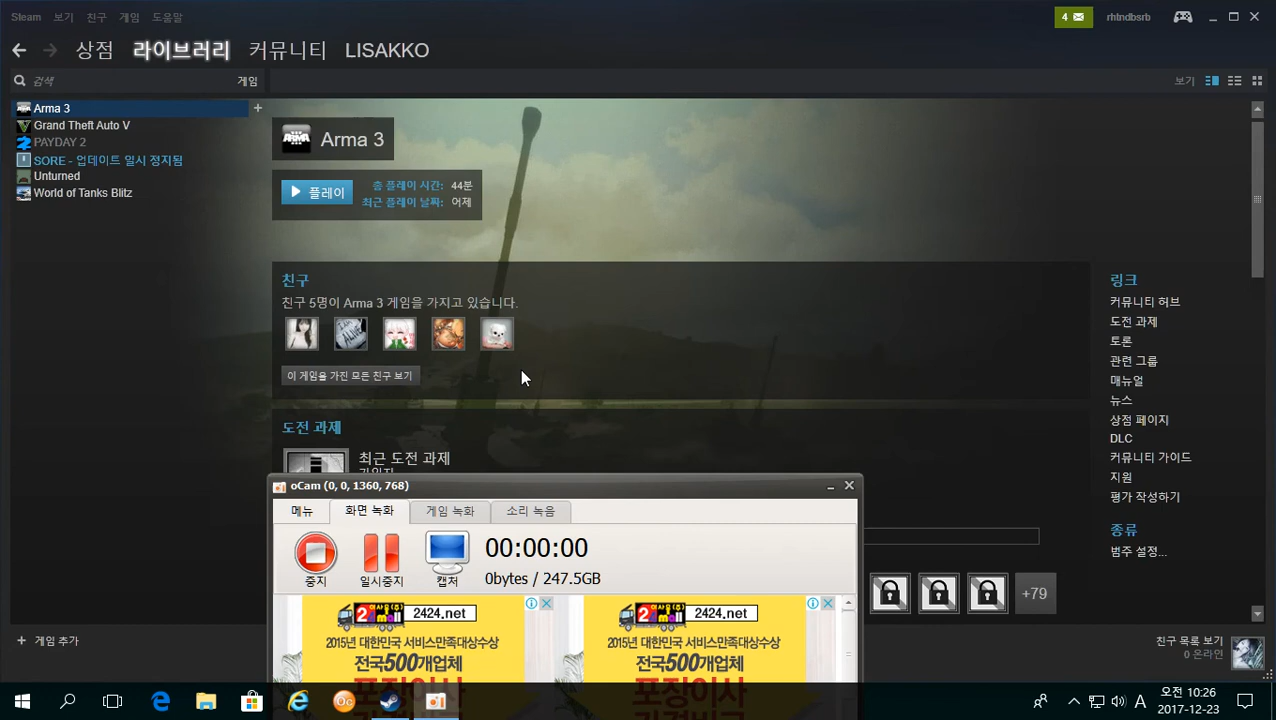 Steam 보기 친구 게임 도움말
4 rhtndbsrb
상점 라이브러리 커뮤니티 LISAKKO
검색 게임
보기
Arma 3
Grand Theft Auto V
PAYDAY 2
SORE - 업데이트 일시 정지됨
Unturned
World of Tanks Blitz
ARMA Arma 3
플레이
총 플레이 시간: 44분
최근 플레이 날짜: 어제
친구
친구 5명이 Arma 3 게임을 가지고 있습니다.
이 게임을 가진 모든 친구 보기
도전 과제
최근 도전 과제
+79
링크
커뮤니티 허브
도전 과제
토론
관련 그룹
매뉴얼
뉴스
상점 페이지
DLC
커뮤니티 가이드
지원
평가 작성하기
종류
범주 설정...
oCam (0, 0, 1360, 768)
메뉴 화면 녹화 게임 녹화 소리 녹음
중지 일시중지 캡처
00:00:00
0bytes / 247.5GB
2424.net
2015년 대한민국 서비스만족대상수상
전국500개업체
포장이사
2424.net
2015년 대한민국 서비스만족대상수상
전국500개업체
포장이사
+ 게임 추가
친구 목록 보기
0 온라인
A 오전 10:26
2017-12-23